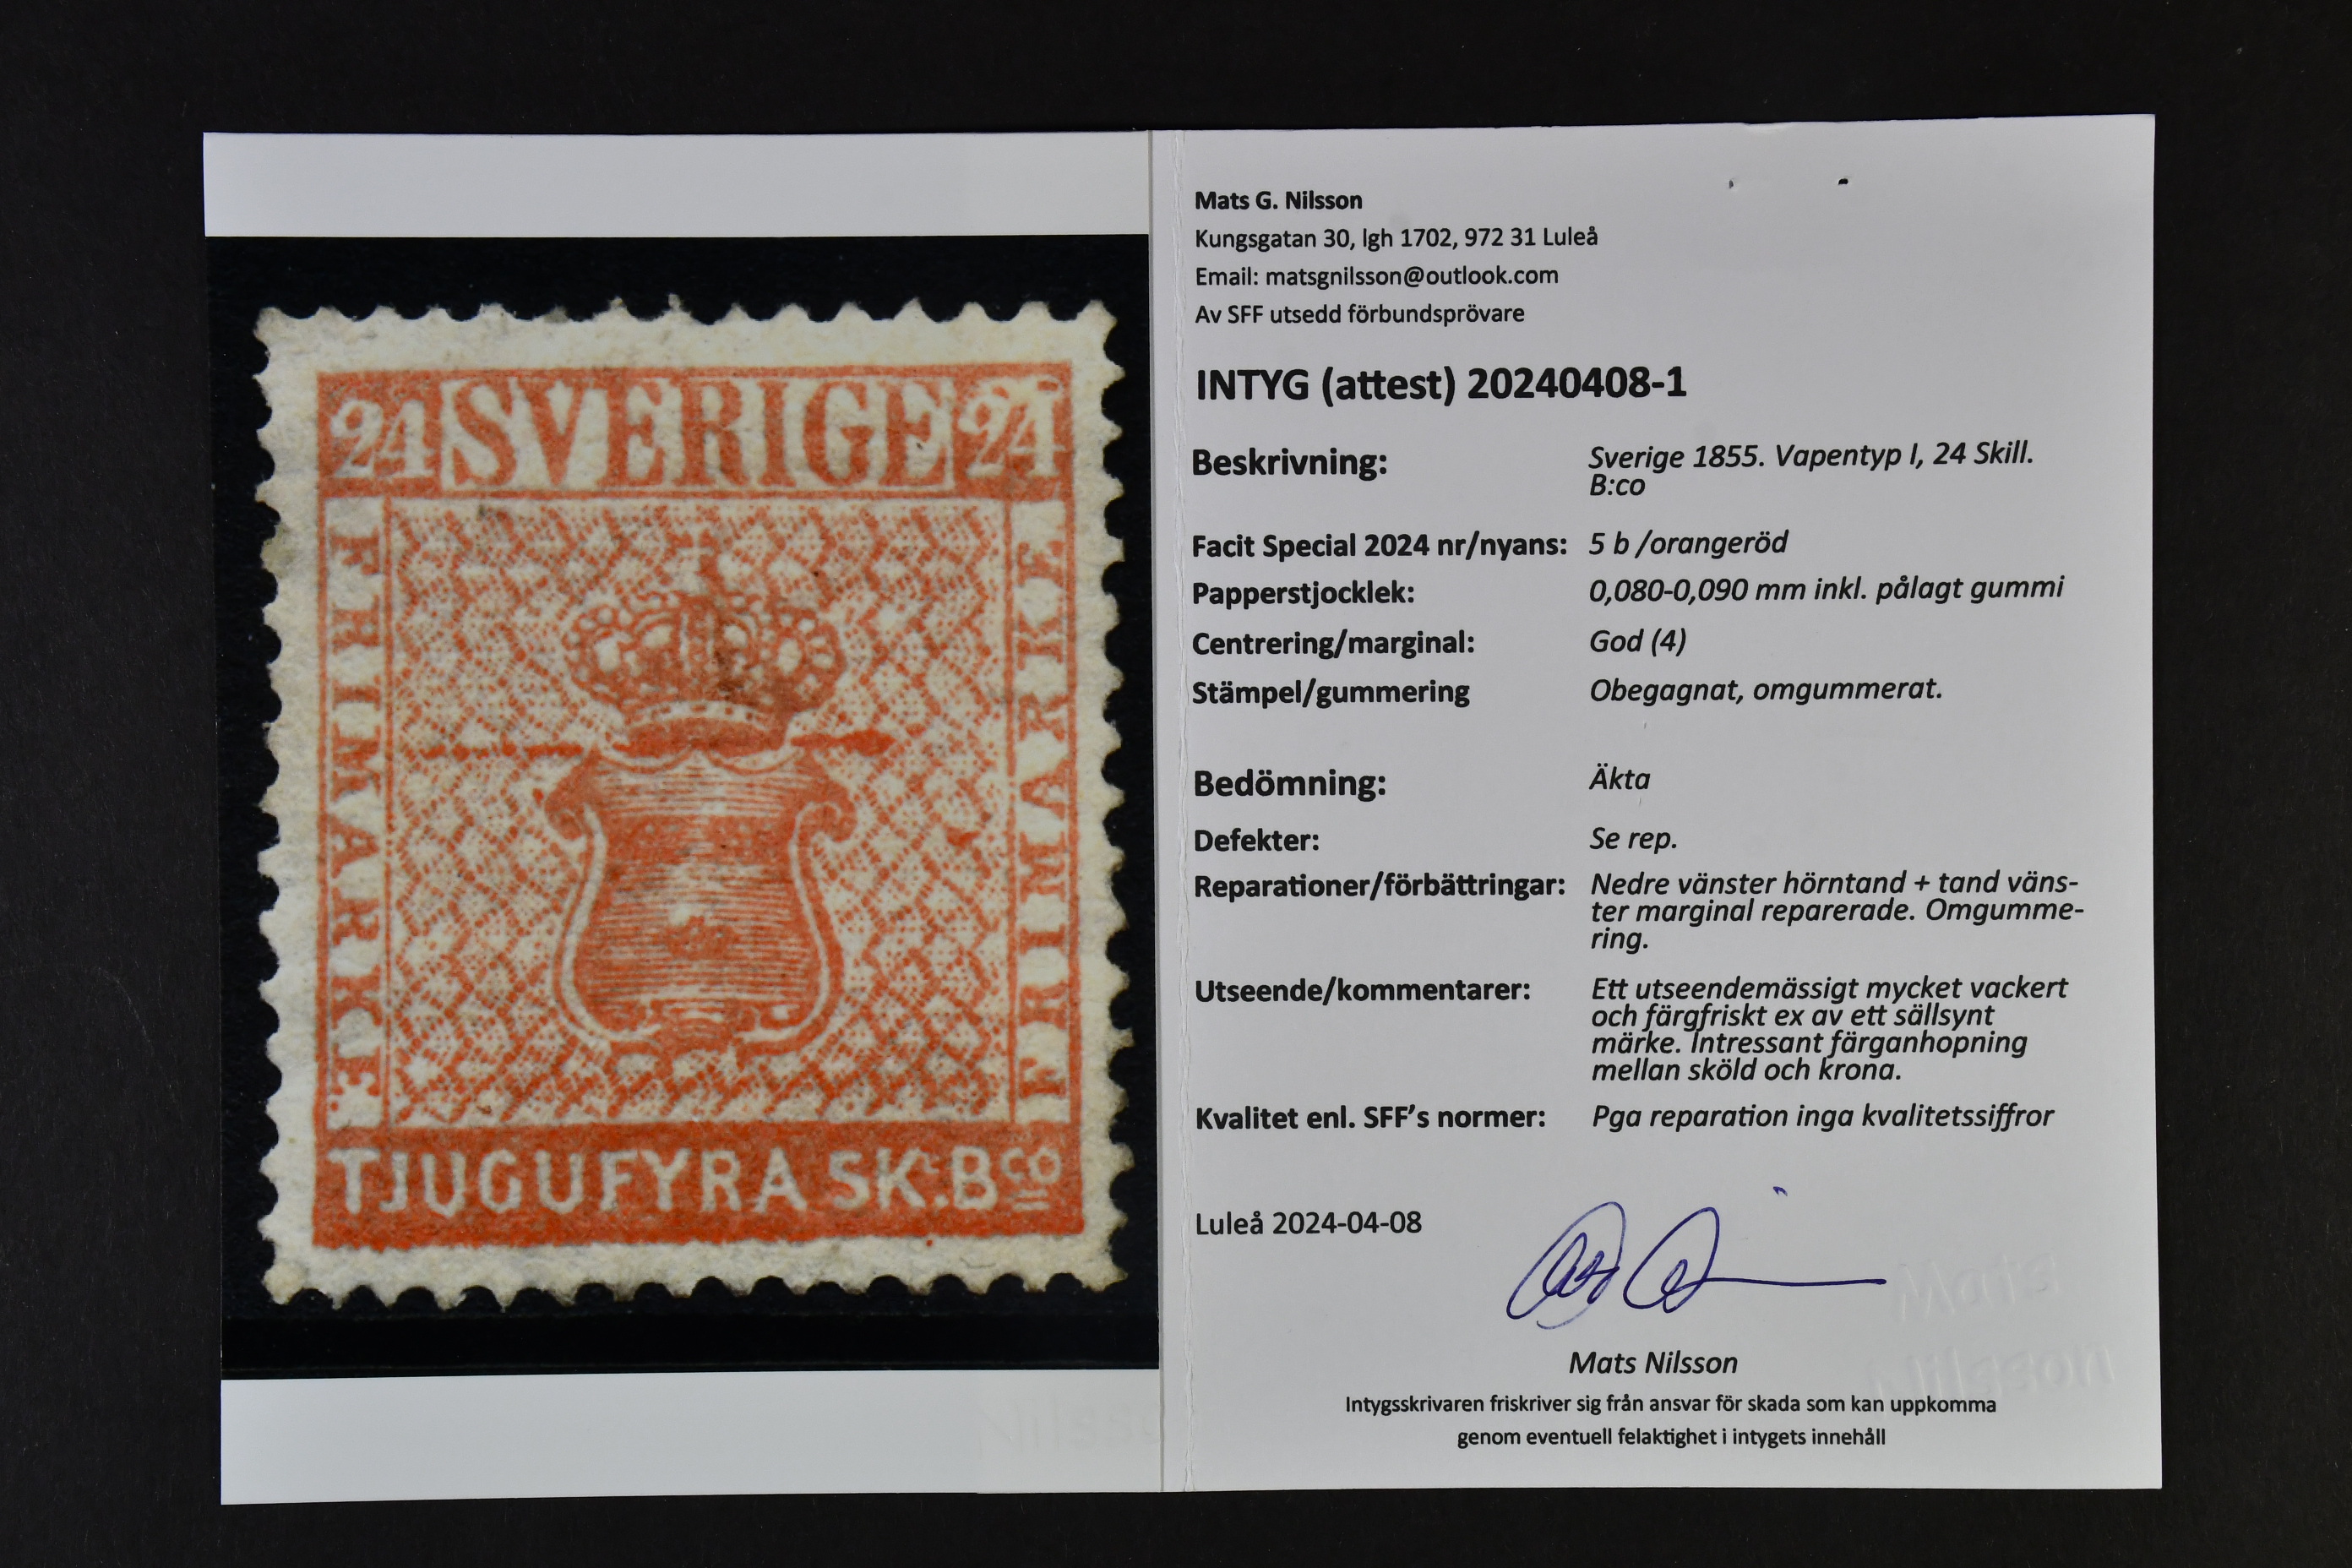 24 SVERIGE 24
FRIMARKE
FRIMARKE
TJUGUFYRA SK. Bco
Mats G. Nilsson
Kungsgatan 30, lgh 1702, 972 31 Luleå
Email: matsgnilsson@outlook.com
Av SFF utsedd förbundsprövare
INTYG (attest) 20240408-1
Beskrivning: Sverige 1855. Vapentyp I, 24 Skill.
B:co
Facit Special 2024 nr/nyans: 5 b /orangeröd
Papperstjocklek: 0,080-0,090 mm inkl. pålagt gummi
Centrering/marginal: God (4)
Stämpel/gummering Obegagnat, omgummerat.
Bedömning: Äkta
Defekter: Se rep.
Reparationer/förbättringar: Nedre vänster hörntand + tand väns-
ter marginal reparerade. Omgumme-
ring.
Utseende/kommentarer: Ett utseendemässigt mycket vackert
och färgfriskt ex av ett sällsynt
märke. Intressant färganhopning
mellan sköld och krona.
Kvalitet enl. SFF's normer: Pga reparation inga kvalitetssiffror
Luleå 2024-04-08
Mats Nilsson
Intygsskrivaren friskriver sig från ansvar för skada som kan uppkomma
genom eventuell felaktighet i intygets innehåll
Mats
Nilsson